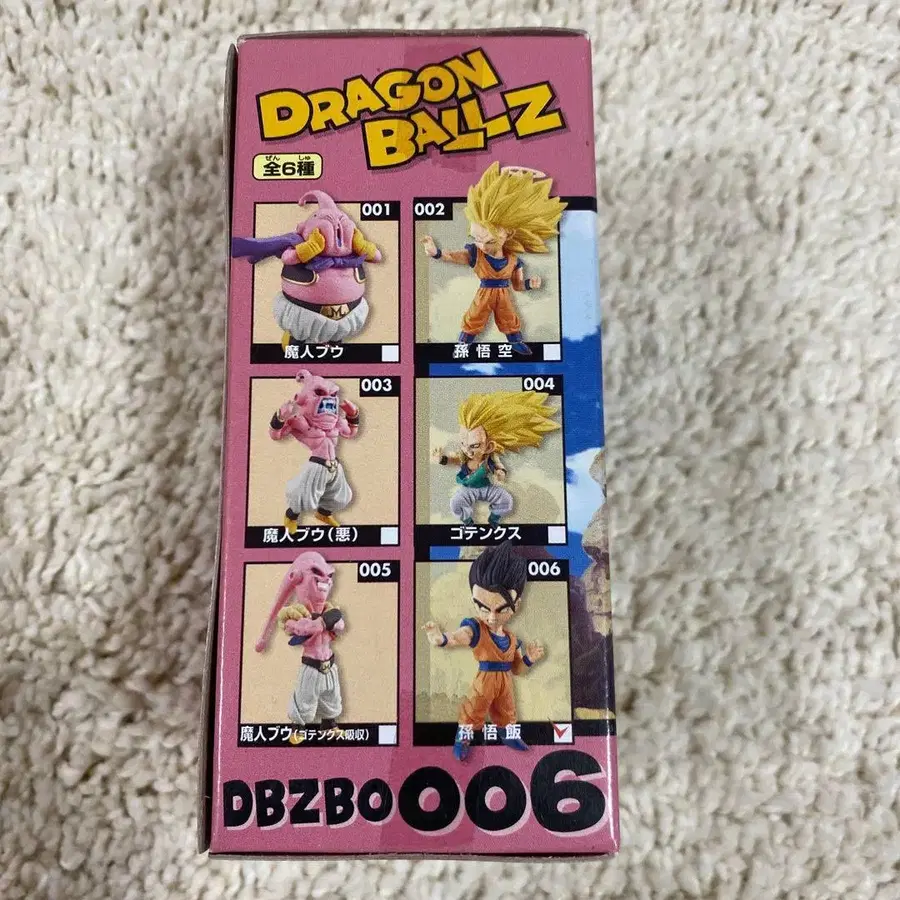 DRAGON
BALL Z
ぜん しゅ
全6種
001
002
魔人ブウ
孫悟空
003
004
魔人ブウ(悪)
ゴテンクス
005
006
魔人ブウ(ゴテンクス吸収)
孫悟飯
DBZBO006